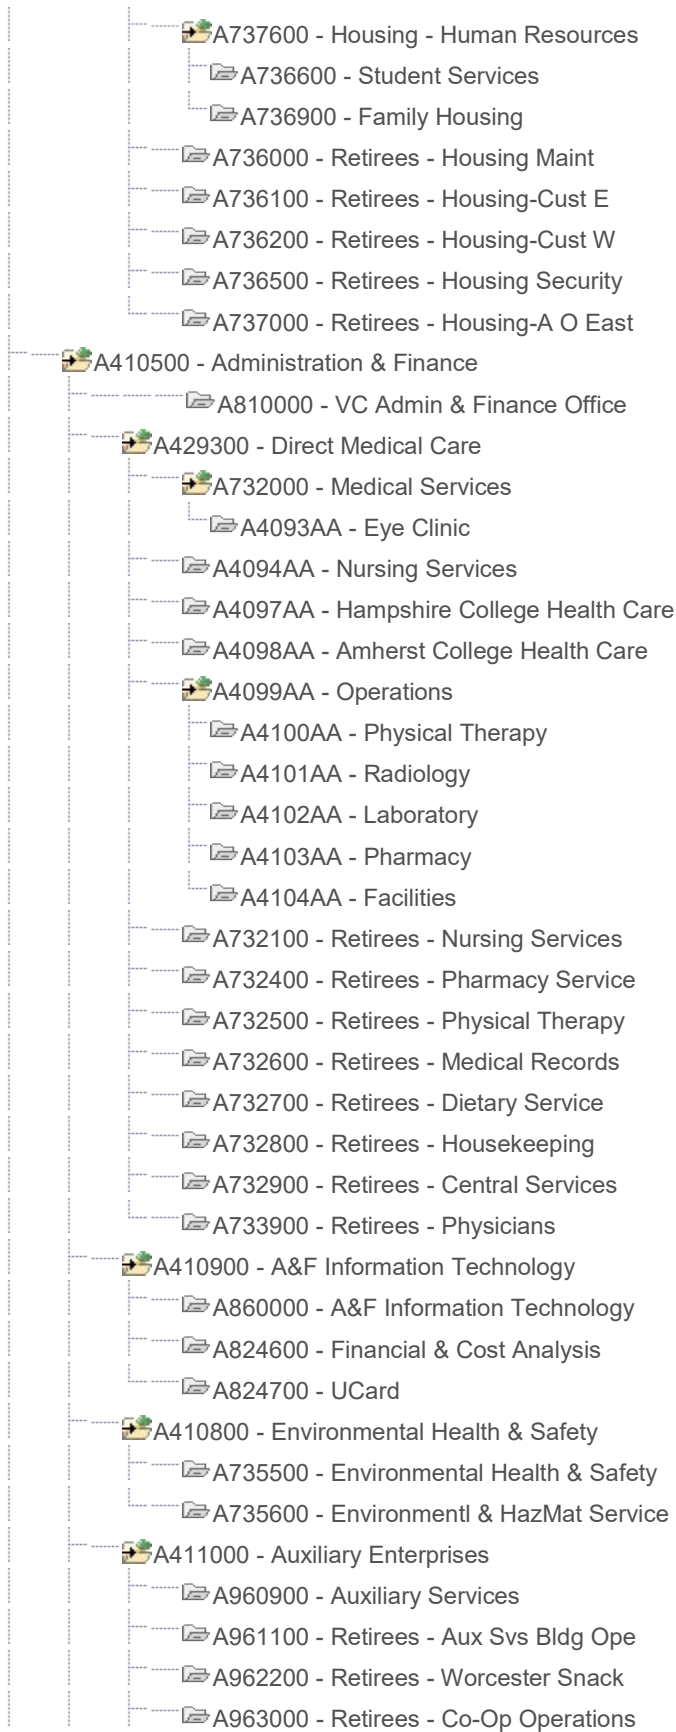 A737600 - Housing - Human Resources
A736600 - Student Services
A736900 - Family Housing
A736000 - Retirees - Housing Maint
A736100 - Retirees - Housing-Cust E
A736200 - Retirees - Housing-Cust W
A736500 - Retirees - Housing Security
A737000 - Retirees - Housing-A O East
A410500 - Administration & Finance
A810000 - VC Admin & Finance Office
A429300 - Direct Medical Care
A732000 - Medical Services
A4093AA - Eye Clinic
A4094AA - Nursing Services
A4097AA - Hampshire College Health Care
A4098AA - Amherst College Health Care
A4099AA - Operations
A4100AA - Physical Therapy
A4101AA - Radiology
A4102AA - Laboratory
A4103AA - Pharmacy
A4104AA - Facilities
A732100 - Retirees - Nursing Services
A732400 - Retirees - Pharmacy Service
A732500 - Retirees - Physical Therapy
A732600 - Retirees - Medical Records
A732700 - Retirees - Dietary Service
A732800 - Retirees - Housekeeping
A732900 - Retirees - Central Services
A733900 - Retirees - Physicians
A410900 - A&F Information Technology
A860000 - A&F Information Technology
A824600 - Financial & Cost Analysis
A824700 - UCard
A410800 - Environmental Health & Safety
A735500 - Environmental Health & Safety
A735600 - Environmentl & HazMat Service
A411000 - Auxiliary Enterprises
A960900 - Auxiliary Services
A961100 - Retirees - Aux Svs Bldg Ope
A962200 - Retirees - Worcester Snack
A963000 - Retirees - Co-Op Operations